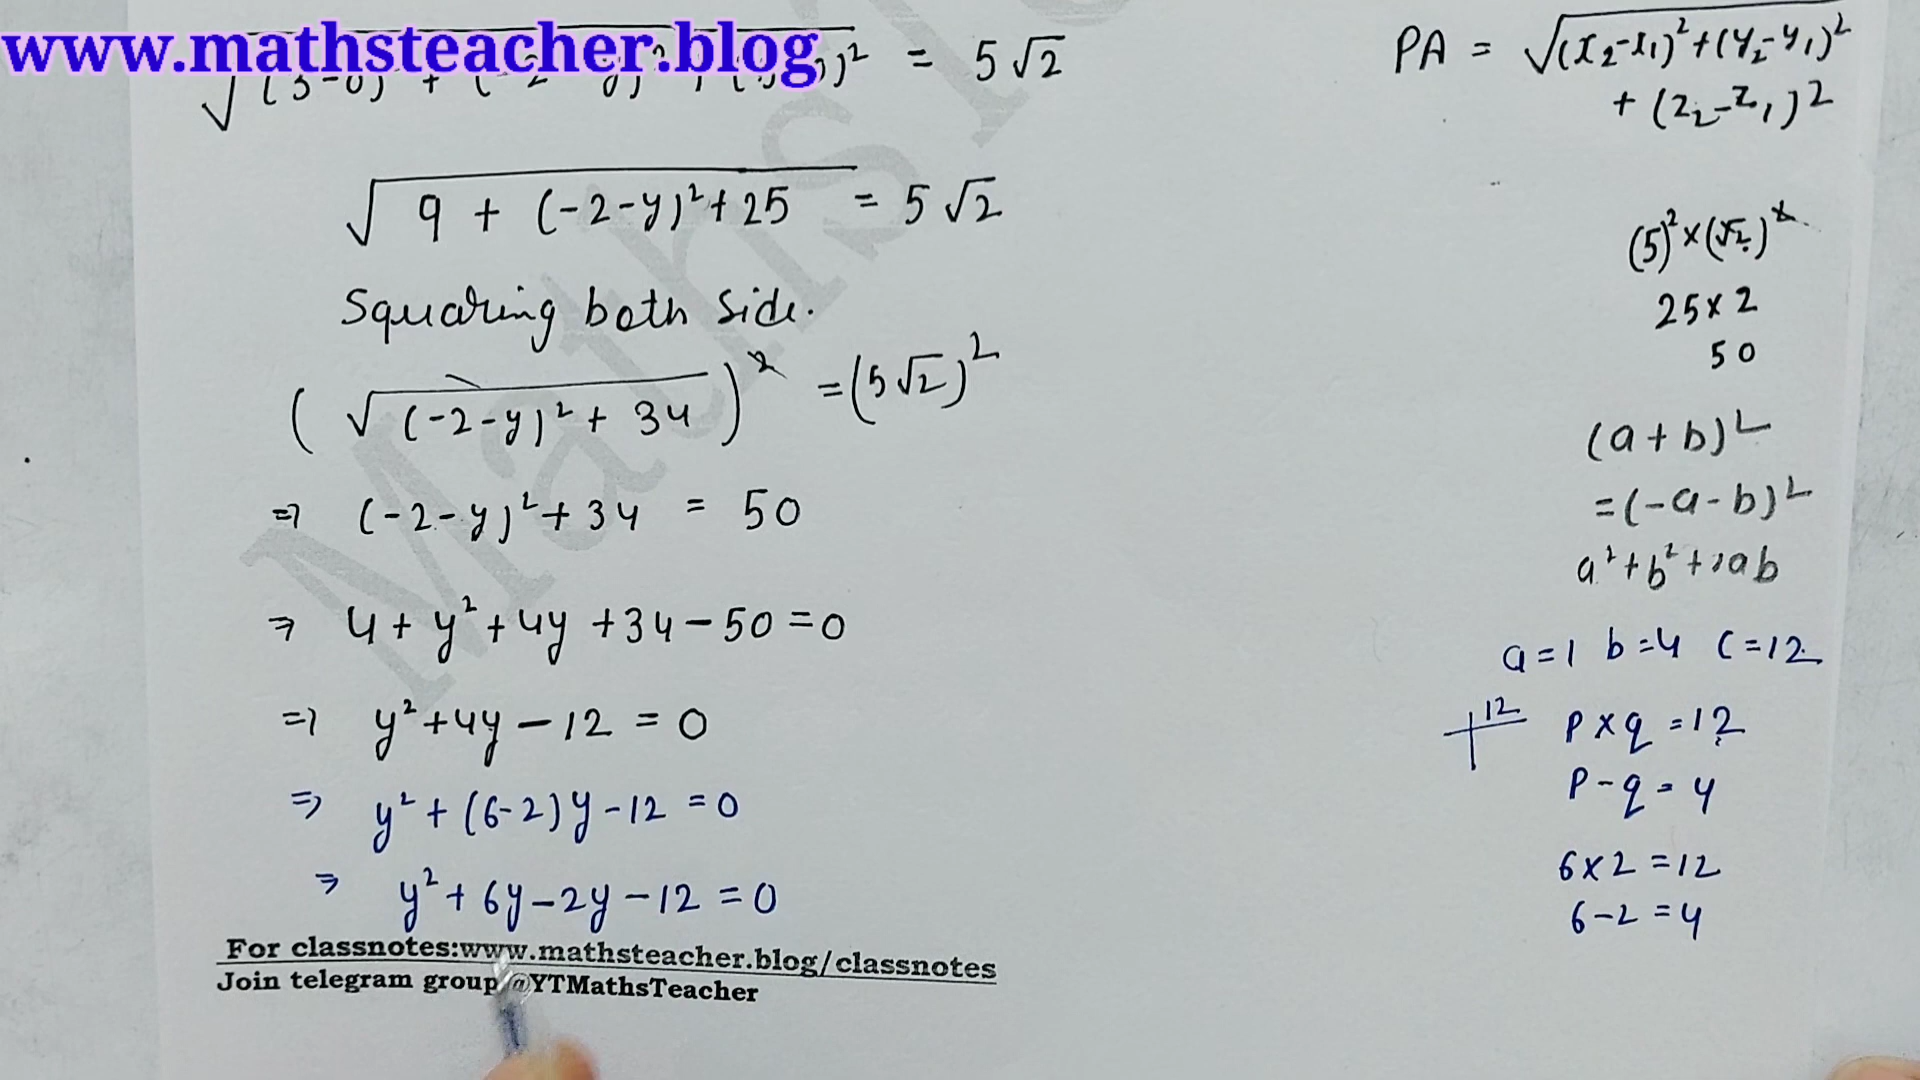 www.mathsteacher.blog
= 5√2
√9 + (-2-y)²+25 = 5√2
Squaring both side.
(√(-2-y)² + 34)² = (5√2)²
⇒ (-2-y)²+34 = 50
⇒ 4 + y² + 4y + 34 - 50 = 0
⇒ y² + 4y - 12 = 0
⇒ y² + (6-2)y - 12 = 0
⇒ y² + 6y - 2y - 12 = 0
For classnotes:www.mathsteacher.blog/classnotes
Join telegram group @YTMathsTeacher
PA = √(x₂-x₁)²+(y₂-y₁)²
+ (z₂-z₁)²
(5)²×(√2)²
25×2
50
(a+b)²
=(-a-b)²
a²+b²+2ab
a=1 b=4 c=12
12 p×q=12
p-q=4
6×2=12
6-2=4